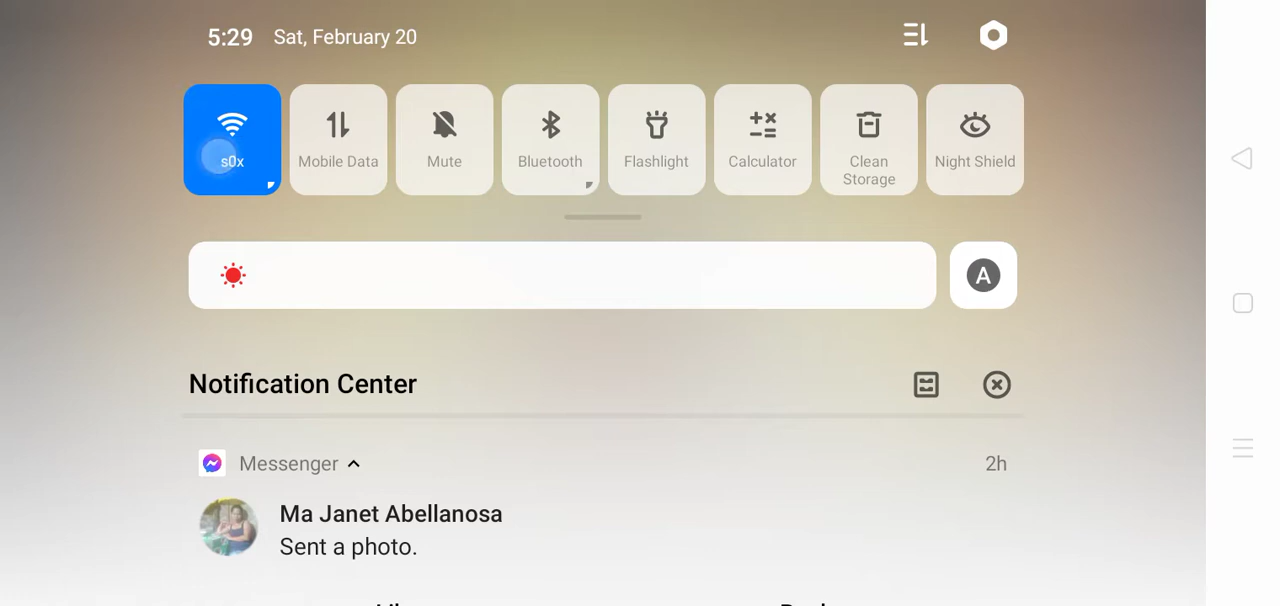 5:29 Sat, February 20
s0x
Mobile Data
Mute
Bluetooth
Flashlight
Calculator
Clean
Storage
Night Shield
A
Notification Center
Messenger 2h
Ma Janet Abellanosa
Sent a photo.